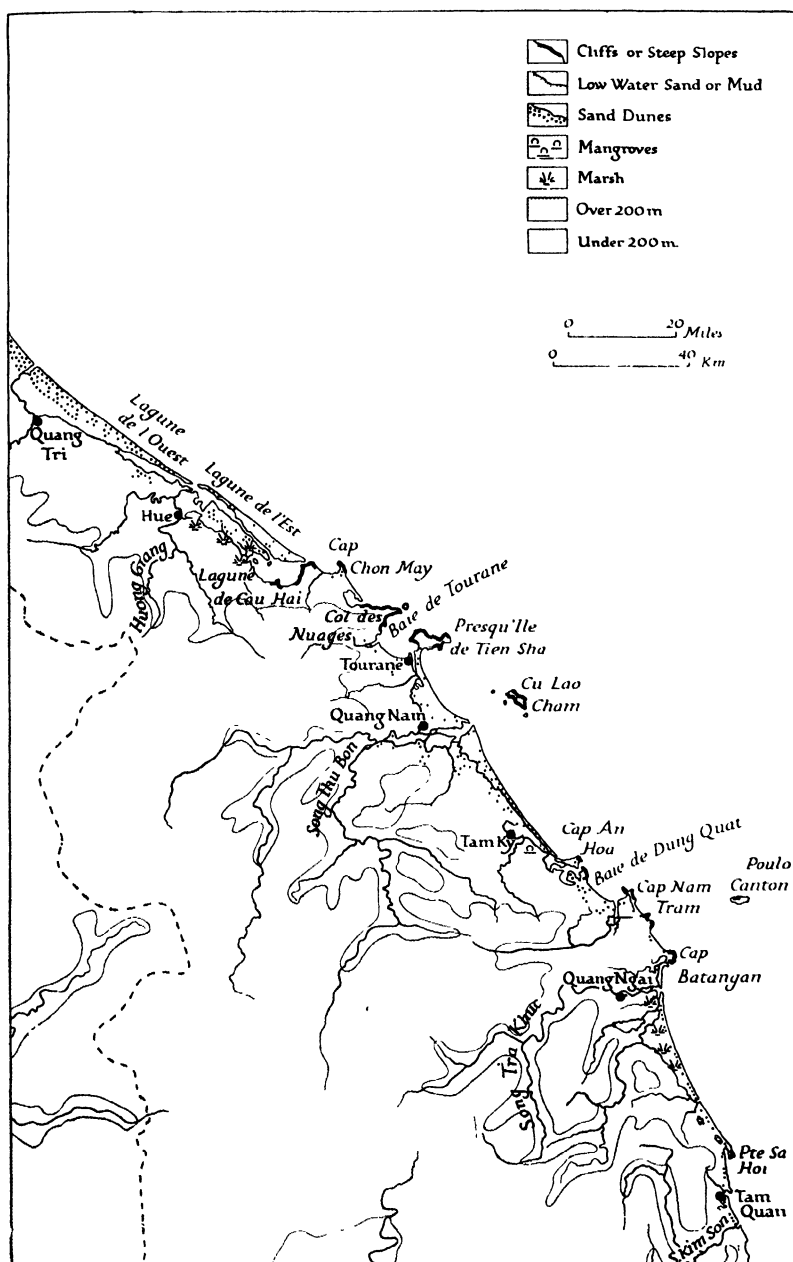 Cliffs or Steep Slopes
Low Water Sand or Mud
Sand Dunes
Mangroves
Marsh
Over 200 m
Under 200 m.
0 20 Miles
0 40 Km
Lagune
de l'Ouest
Quang
Tri
Lagune de l'Est
Hue
Huong Giang
Lagune
de Cau Hai
Cap
Chon May
Col des
Nuages
Baie de Tourane
Presqu'Ile
de Tien Sha
Tourane
Cu Lao
Cham
Quang Nam
Song Thu Bon
Tam Ky
Cap An
Hoa
Baie de Dung Quat
Poulo
Canton
Cap Nam
Tram
Cap
Batangan
Quang Ngai
Song Tra Khuc
Pte Sa
Hoi
Tam
Quan
S. Kim Son